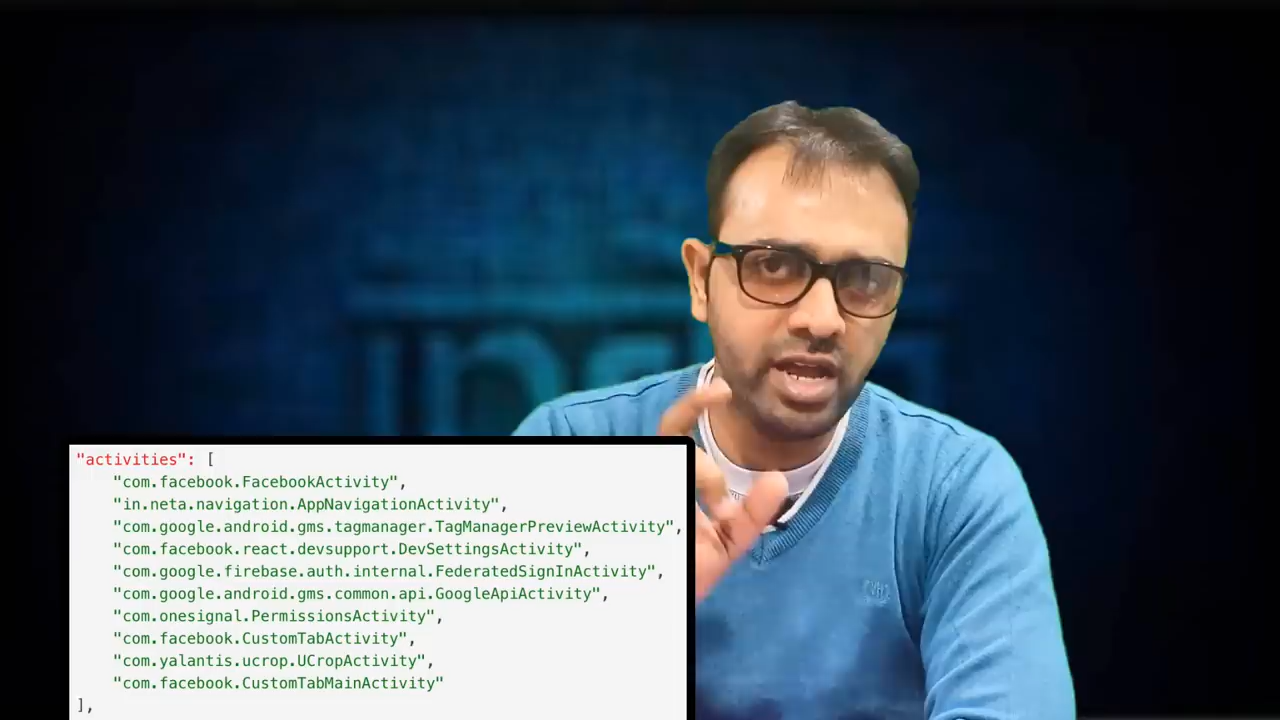 "activities": [
"com.facebook.FacebookActivity",
"in.neta.navigation.AppNavigationActivity",
"com.google.android.gms.tagmanager.TagManagerPreviewActivity",
"com.facebook.react.devsupport.DevSettingsActivity",
"com.google.firebase.auth.internal.FederatedSignInActivity",
"com.google.android.gms.common.api.GoogleApiActivity",
"com.onesignal.PermissionsActivity",
"com.facebook.CustomTabActivity",
"com.yalantis.ucrop.UCropActivity",
"com.facebook.CustomTabMainActivity"
],